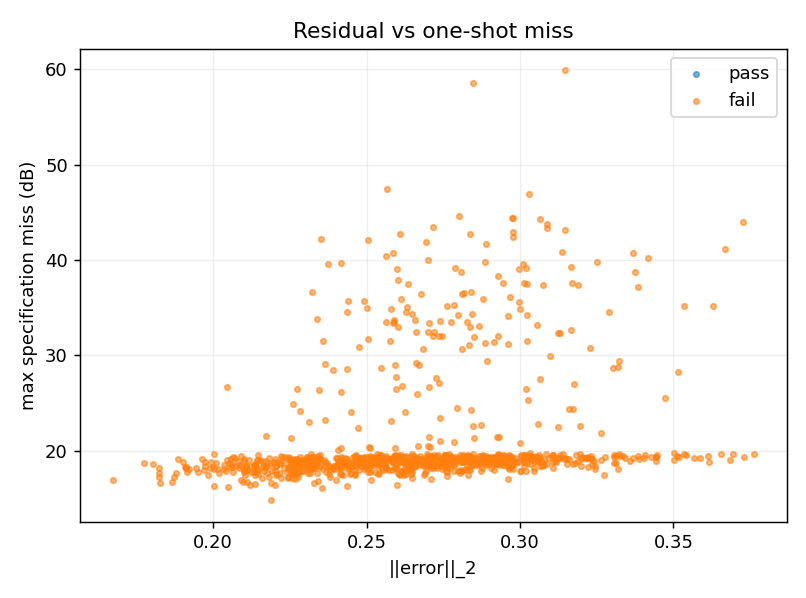 Residual vs one-shot miss
max specification miss (dB)
60
50
40
30
20
0.20 0.25 0.30 0.35
||error||_2
pass
fail